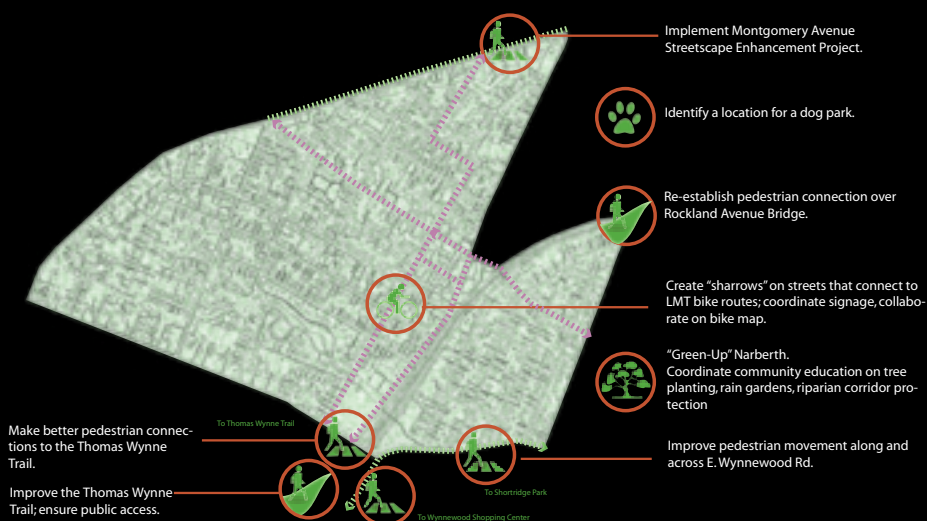 Implement Montgomery Avenue
Streetscape Enhancement Project.
Identify a location for a dog park.
Re-establish pedestrian connection over
Rockland Avenue Bridge.
Create “sharrows” on streets that connect to
LMT bike routes; coordinate signage, collabo-
rate on bike map.
“Green-Up” Narberth.
Coordinate community education on tree
planting, rain gardens, riparian corridor pro-
tection
To Thomas Wynne Trail
Make better pedestrian connec-
tions to the Thomas Wynne
Trail.
Improve pedestrian movement along and
across E. Wynnewood Rd.
Improve the Thomas Wynne
Trail; ensure public access.
To Shortridge Park
To Wynnewood Shopping Center